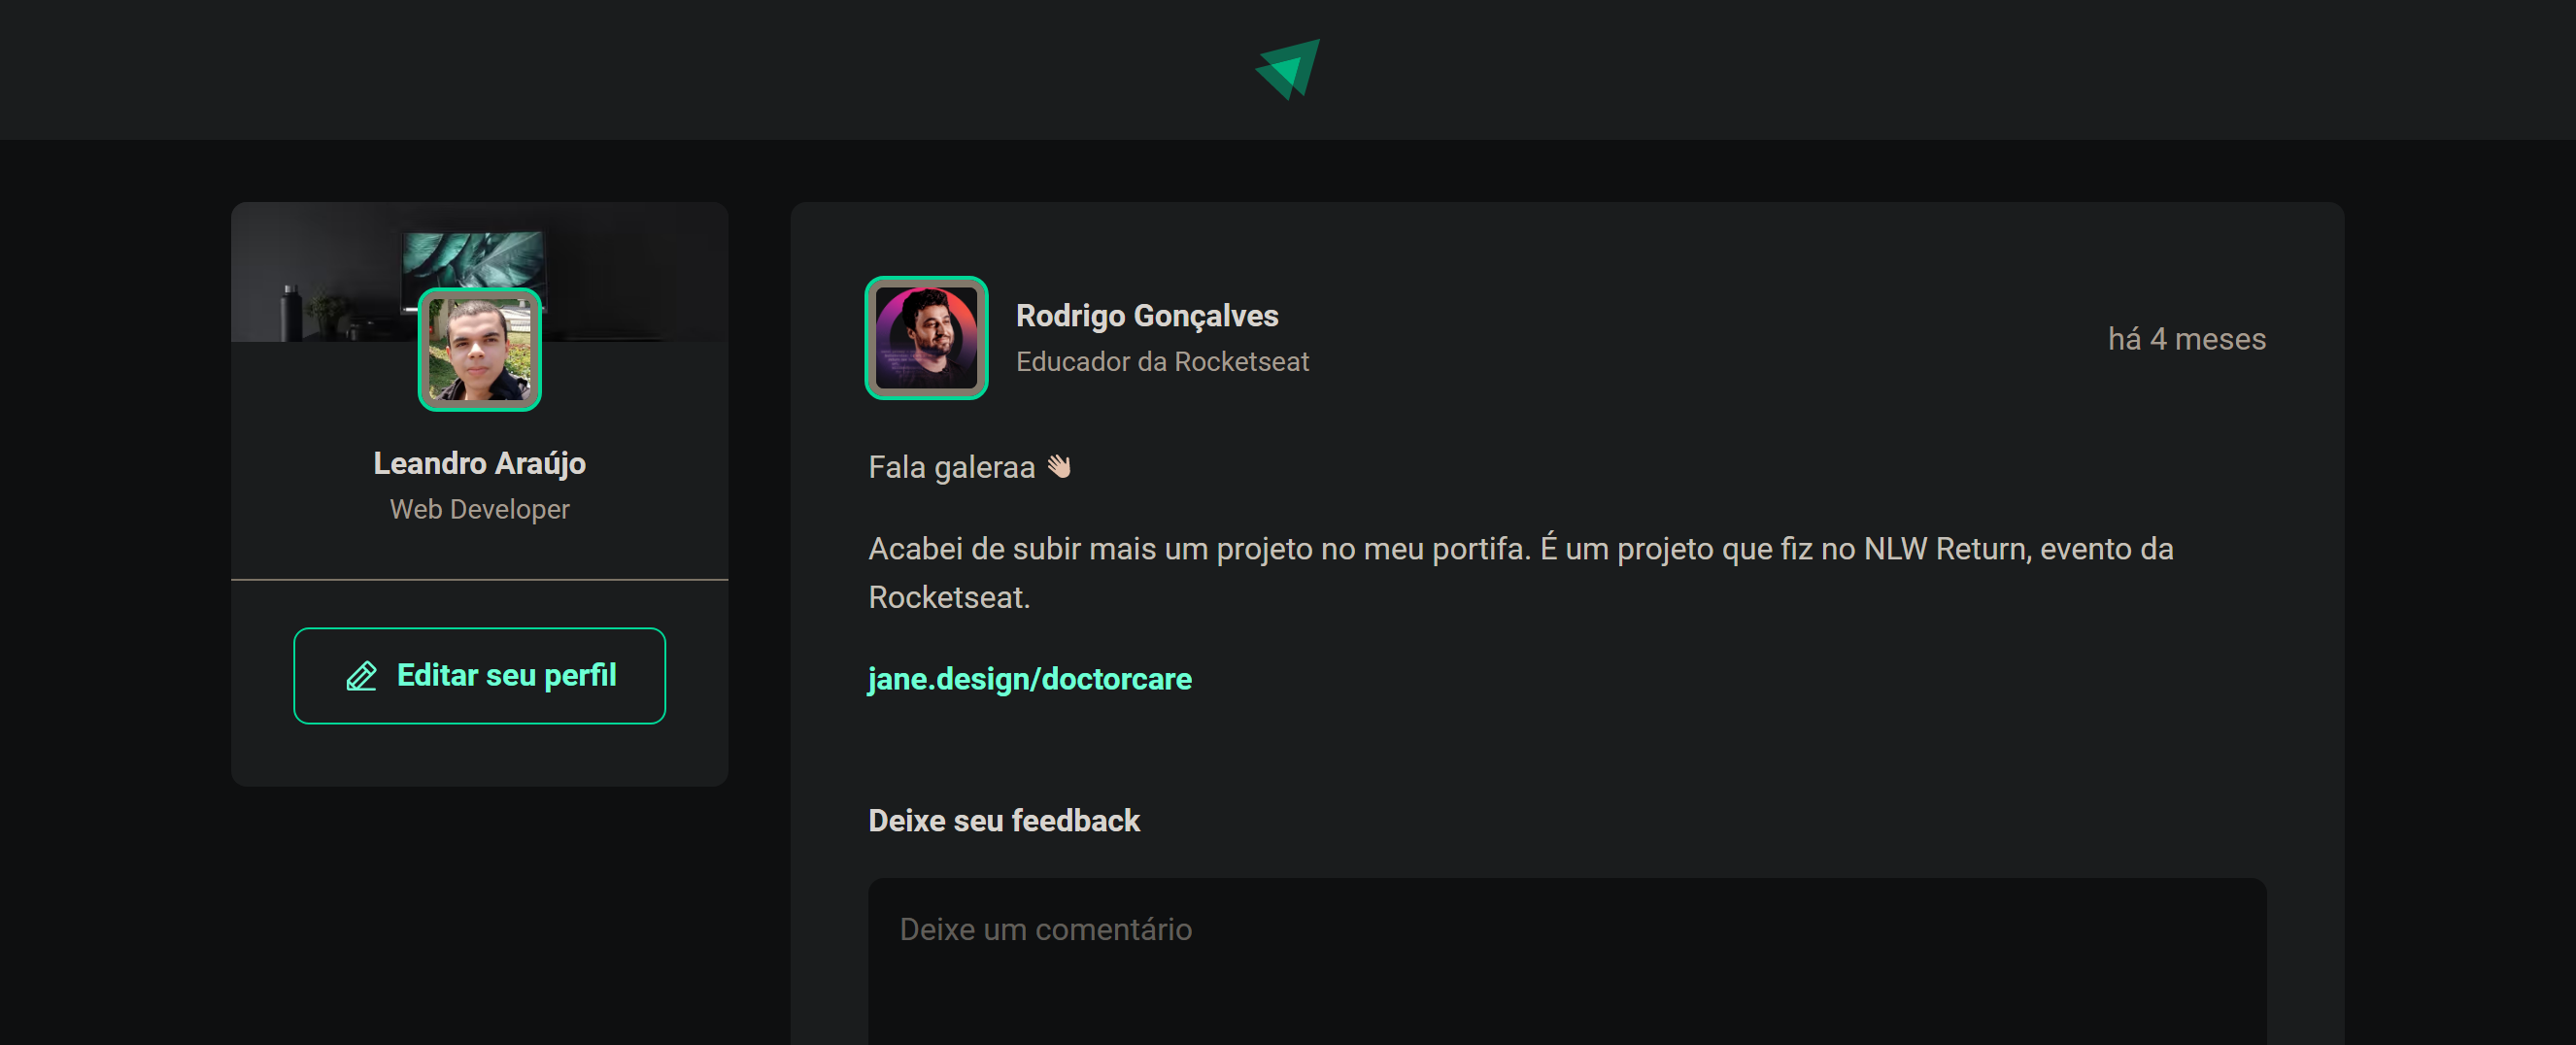 Leandro Araújo
Web Developer
Editar seu perfil
Rodrigo Gonçalves
Educador da Rocketseat
há 4 meses
Fala galeraa 👋
Acabei de subir mais um projeto no meu portifa. É um projeto que fiz no NLW Return, evento da
Rocketseat.
jane.design/doctorcare
Deixe seu feedback
Deixe um comentário